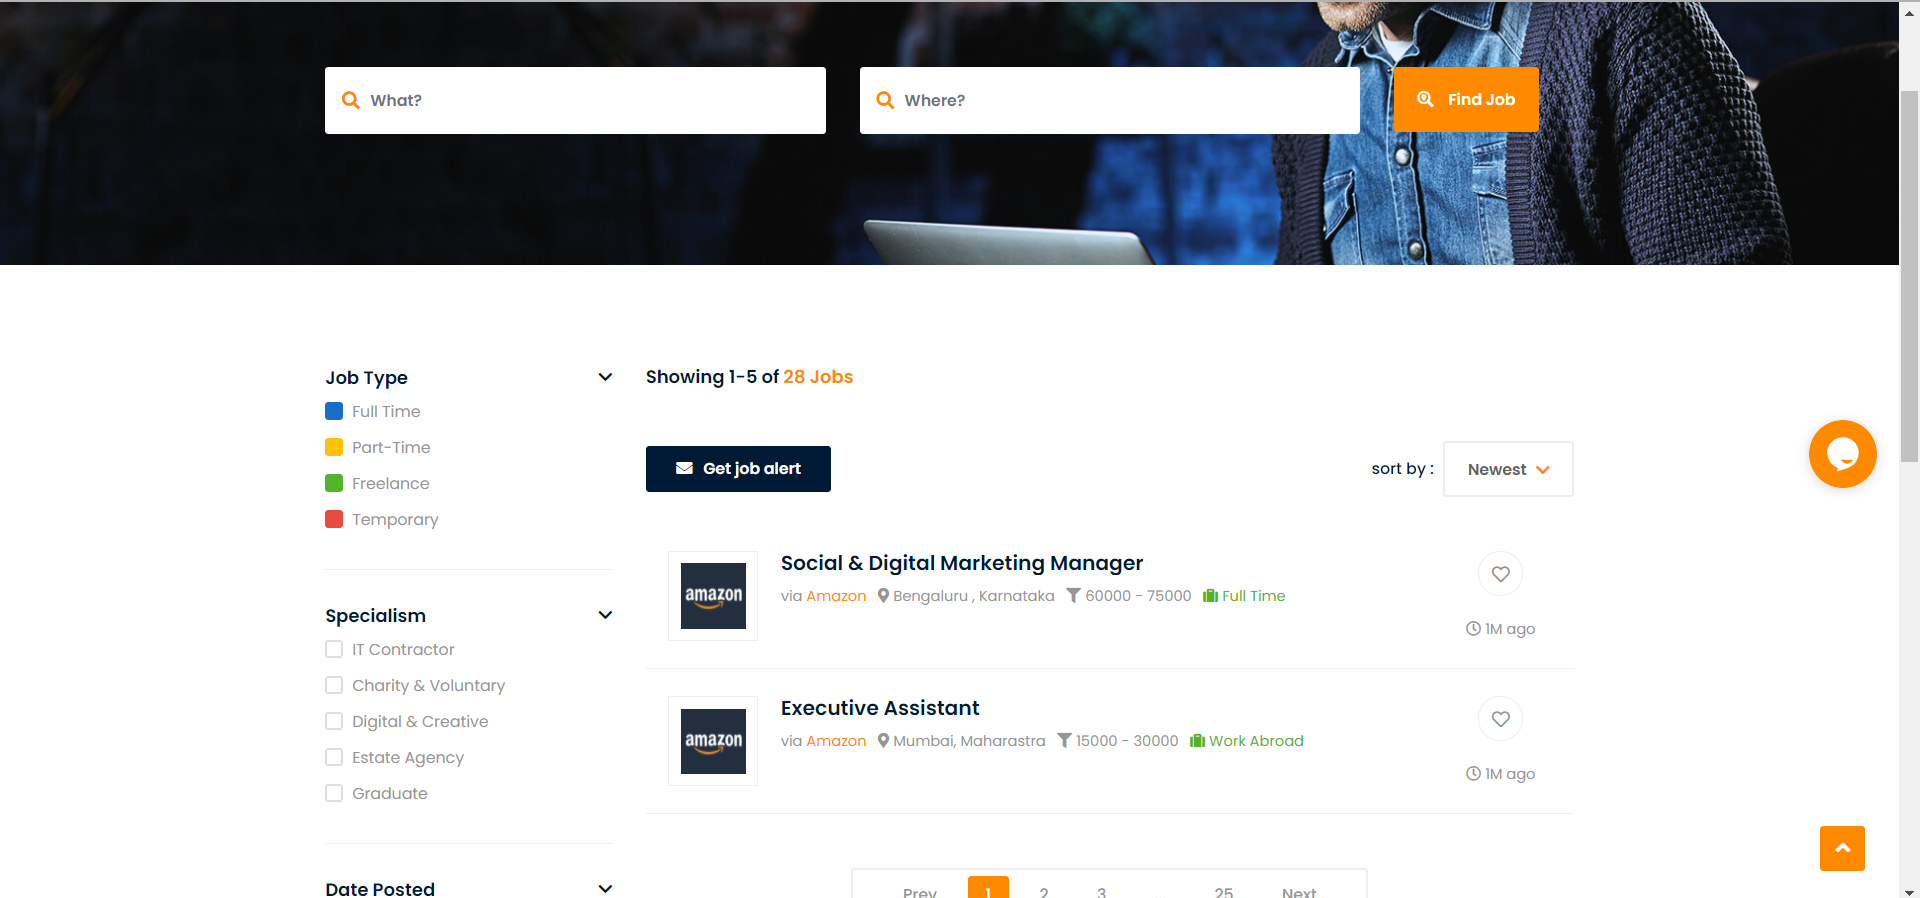 What?
Where?
Find Job
Job Type
Full Time
Part-Time
Freelance
Temporary
Specialism
IT Contractor
Charity & Voluntary
Digital & Creative
Estate Agency
Graduate
Date Posted
Showing 1-5 of 28 Jobs
Get job alert
sort by :
Newest
amazon
Social & Digital Marketing Manager
via Amazon Bengaluru , Karnataka 60000 - 75000 Full Time
1M ago
amazon
Executive Assistant
via Amazon Mumbai, Maharastra 15000 - 30000 Work Abroad
1M ago
Prev 1 2 3 25 Next